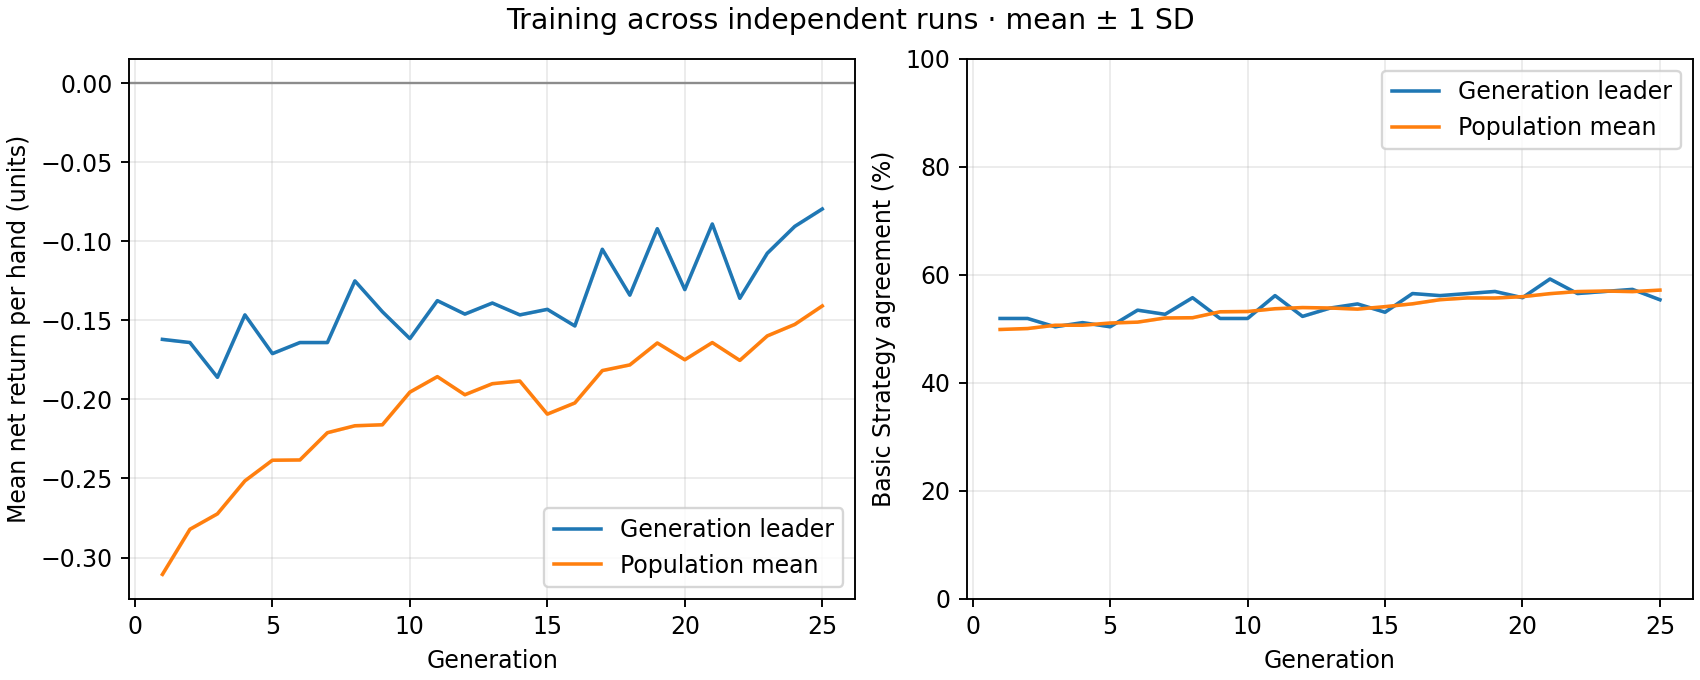 Training across independent runs · mean ± 1 SD
Mean net return per hand (units)
0.00
−0.05
−0.10
−0.15
−0.20
−0.25
−0.30
Generation leader
Population mean
0 5 10 15 20 25
Generation
Basic Strategy agreement (%)
100
80
60
40
20
0
Generation leader
Population mean
0 5 10 15 20 25
Generation